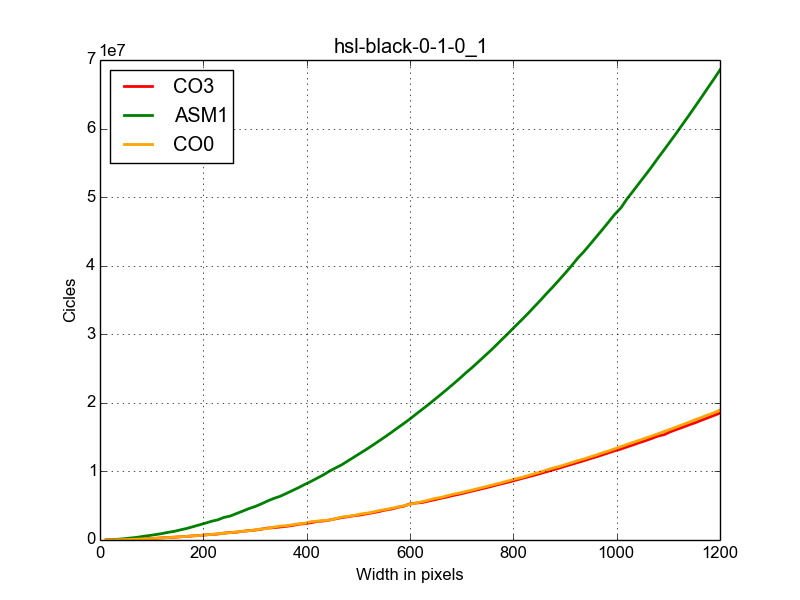 hsl-black-0-1-0_1
1e7
7
6
5
4
3
2
1
0
CO3
ASM1
CO0
Cicles
0 200 400 600 800 1000 1200
Width in pixels